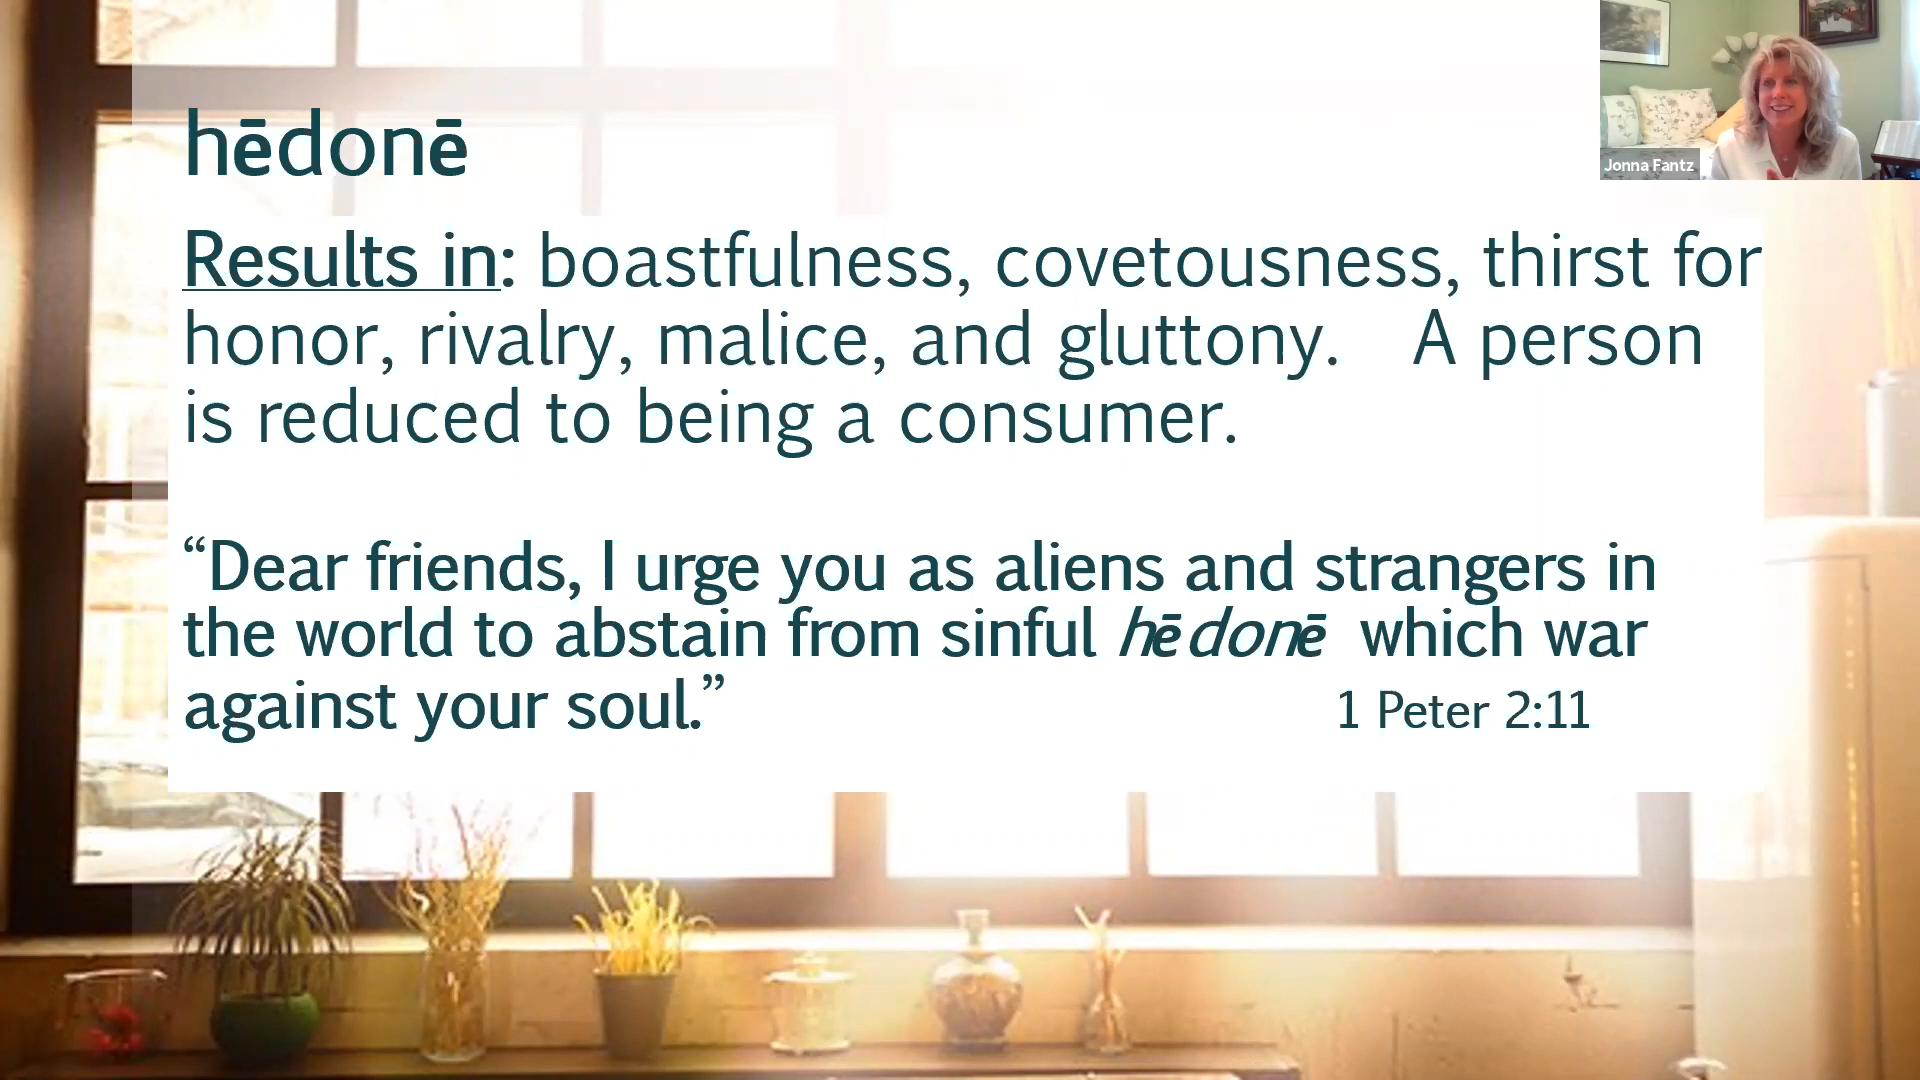 hēdonē
Jonna Fantz
Results in: boastfulness, covetousness, thirst for
honor, rivalry, malice, and gluttony. A person
is reduced to being a consumer.
“Dear friends, I urge you as aliens and strangers in
the world to abstain from sinful hēdonē which war
against your soul.” 1 Peter 2:11